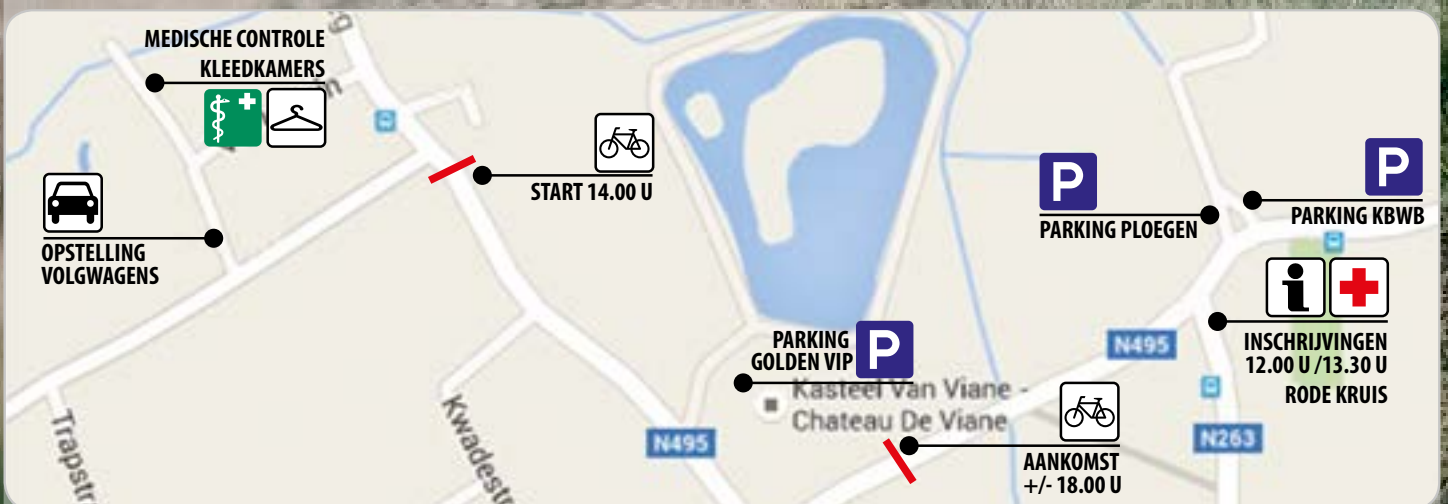 MEDISCHE CONTROLE
KLEEDKAMERS
START 14.00 U
OPSTELLING
VOLGWAGENS
P
PARKING PLOEGEN
P
PARKING KBWB
i
INSCHRIJVINGEN
12.00 U /13.30 U
RODE KRUIS
PARKING
GOLDEN VIP
P
Kasteel Van Viane -
Chateau De Viane
AANKOMST
+/- 18.00 U
N495
N495
N263
Trapstr
Kwadestr